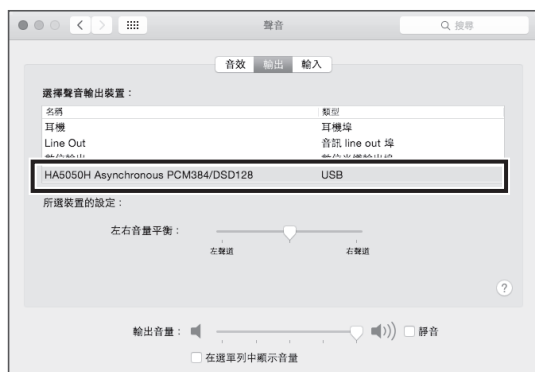 聲音
搜尋
音效 輸出 輸入
選擇聲音輸出裝置：
名稱 類型
耳機 耳機埠
Line Out 音訊 line out 埠
HA5050H Asynchronous PCM384/DSD128 USB
所選裝置的設定：
左右音量平衡：
左聲道 右聲道
?
輸出音量： 靜音
在選單列中顯示音量